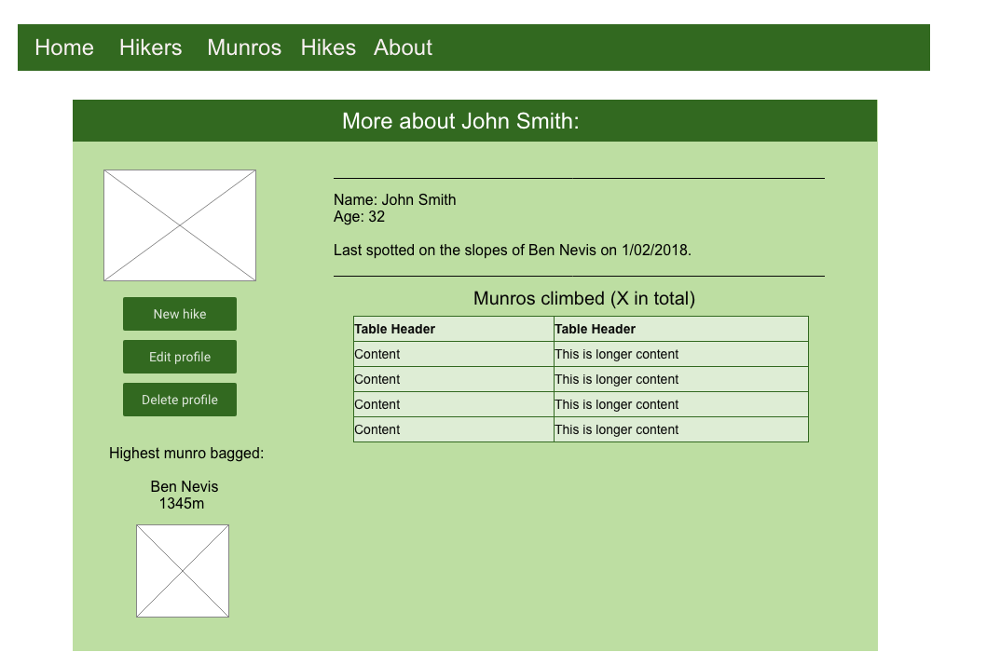 Home Hikers Munros Hikes About
More about John Smith:
New hike
Edit profile
Delete profile
Highest munro bagged:
Ben Nevis
1345m
Name: John Smith
Age: 32
Last spotted on the slopes of Ben Nevis on 1/02/2018.
Munros climbed (X in total)
Table Header Table Header
Content This is longer content
Content This is longer content
Content This is longer content
Content This is longer content